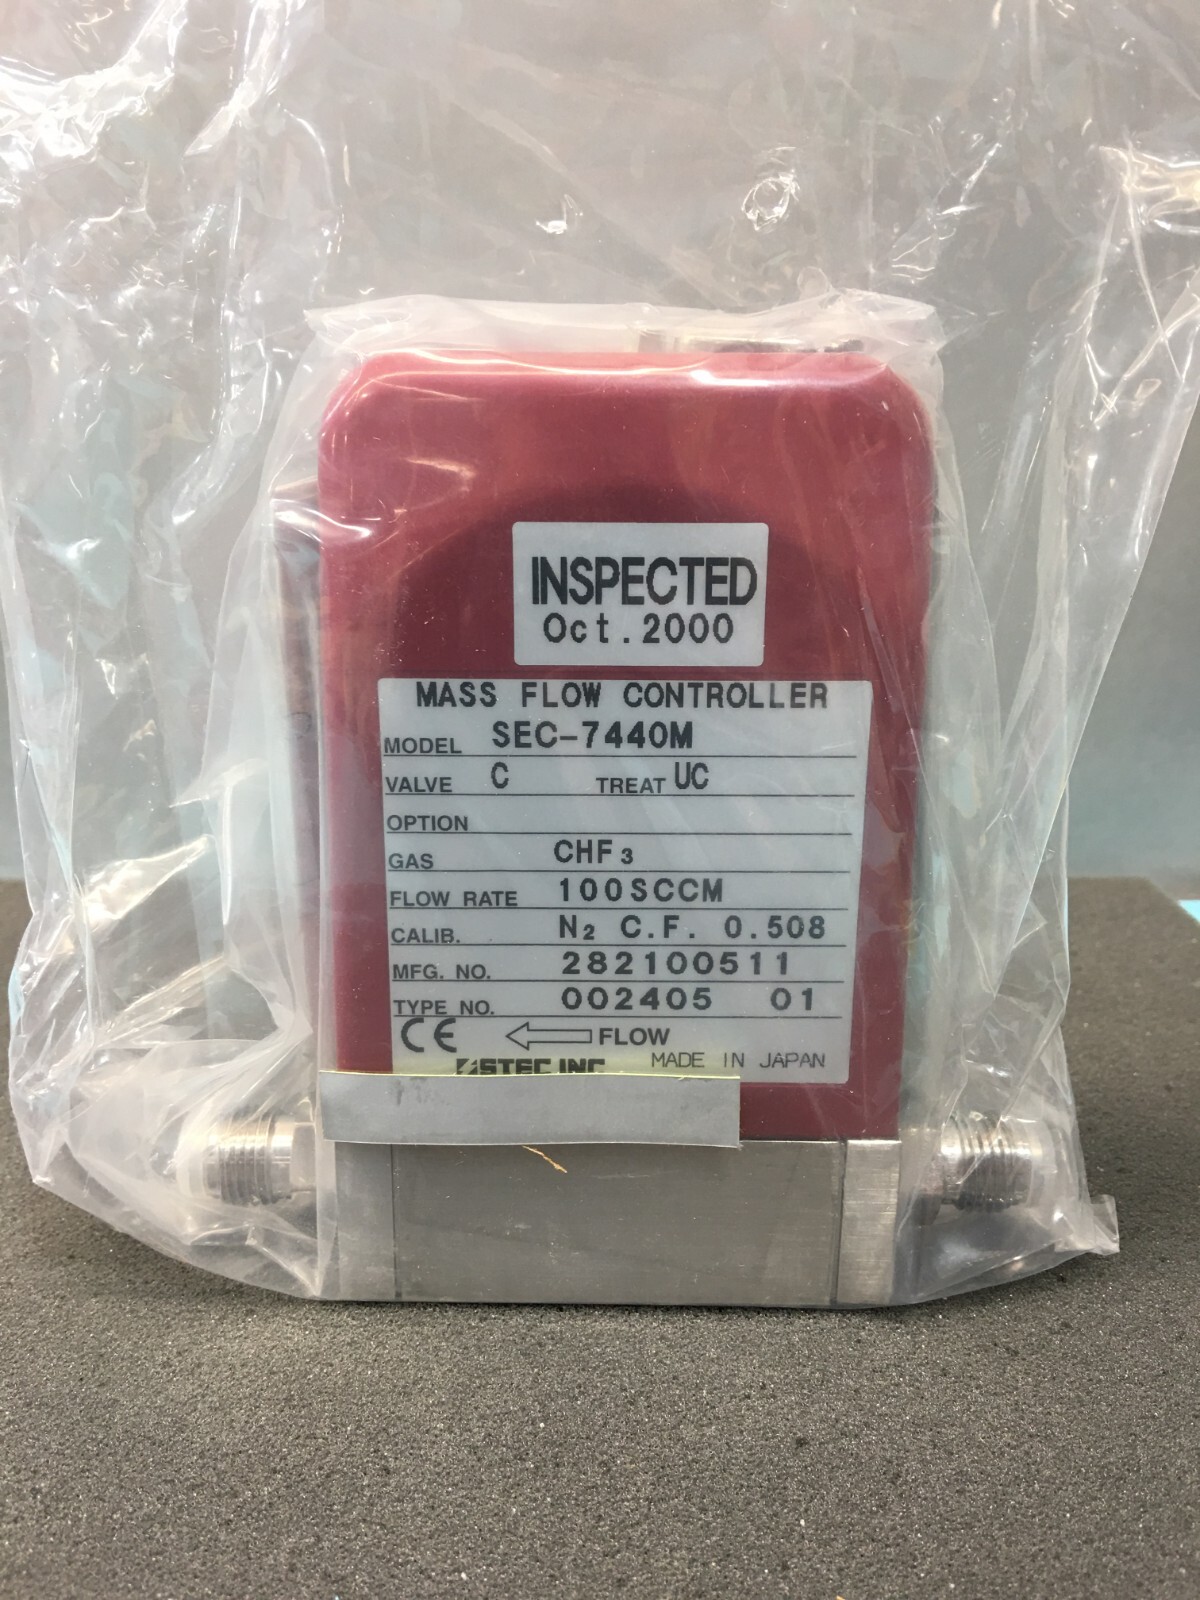 INSPECTED
Oct.2000
MASS FLOW CONTROLLER
MODEL SEC-7440M
VALVE C TREAT UC
OPTION
GAS CHF₃
FLOW RATE 100SCCM
CALIB. N₂ C.F. 0.508
MFG. NO. 282100511
TYPE NO. 002405 01
CE FLOW
STEC INC. MADE IN JAPAN